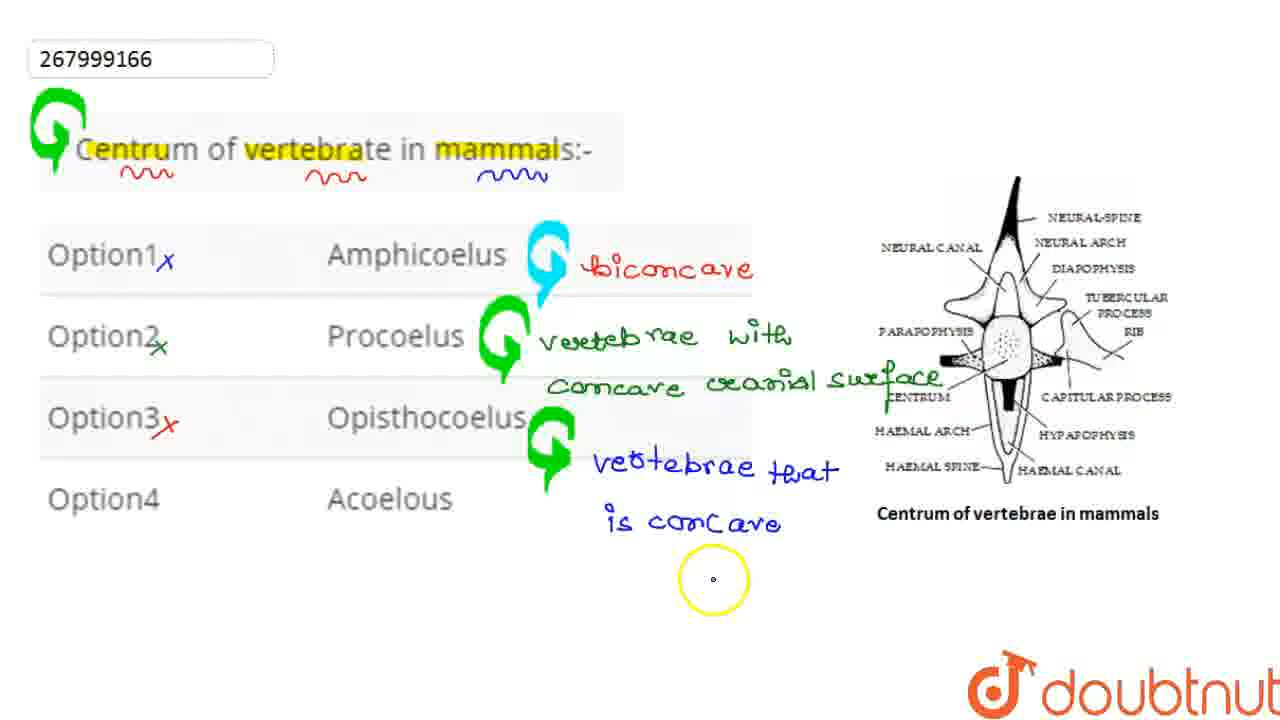 267999166
Centrum of vertebrate in mammals:-
Option1 x Amphicoelus biconcave
Option2 x Procoelus vertebrae with
concave cranial surface
Option3 x Opisthocoelus vertebrae that
is concave
Option4 Acoelous
NEURAL-SPINE
NEURAL CANAL
NEURAL ARCH
DIAPOPHYSIS
TUBERCULAR
PROCESS
PARAPOPHYSIS
RIB
CENTRUM
CAPITULAR PROCESS
HAEMAL ARCH
HYPAPOPHYSIS
HAEMAL SPINE
HAEMAL CANAL
Centrum of vertebrae in mammals
doubtnut